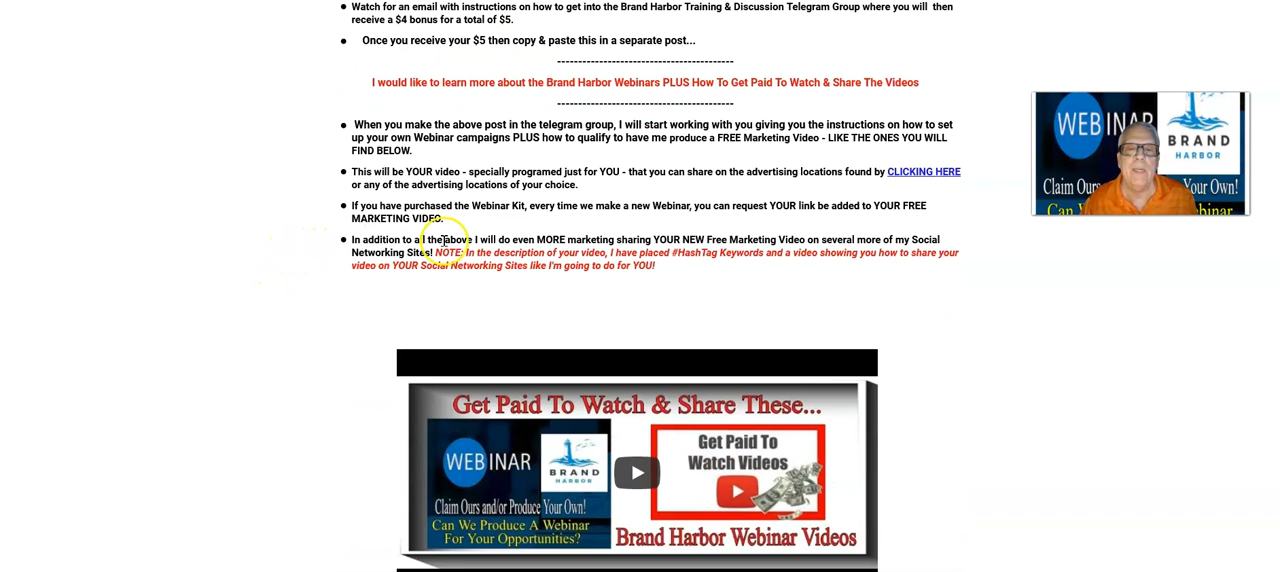 Watch for an email with instructions on how to get into the Brand Harbor Training & Discussion Telegram Group where you will then
receive a $4 bonus for a total of $5.
Once you receive your $5 then copy & paste this in a separate post...
------------------------------------------
I would like to learn more about the Brand Harbor Webinars PLUS How To Get Paid To Watch & Share The Videos
------------------------------------------
When you make the above post in the telegram group, I will start working with you giving you the instructions on how to set
up your own Webinar campaigns PLUS how to qualify to have me produce a FREE Marketing Video - LIKE THE ONES YOU WILL
FIND BELOW.
This will be YOUR video - specially programed just for YOU - that you can share on the advertising locations found by CLICKING HERE
or any of the advertising locations of your choice.
If you have purchased the Webinar Kit, every time we make a new Webinar, you can request YOUR link be added to YOUR FREE
MARKETING VIDEO.
In addition to all the above I will do even MORE marketing sharing YOUR NEW Free Marketing Video on several more of my Social
Networking Sites! NOTE: In the description of your video, I have placed #HashTag Keywords and a video showing you how to share your
video on YOUR Social Networking Sites like I'm going to do for YOU!
WEBINAR
BRAND
HARBOR
Claim Ours
Your Own!
Can W
binar
Get Paid To Watch & Share These...
WEBINAR
BRAND
HARBOR
Claim Ours and/or Produce Your Own!
Can We Produce A Webinar
For Your Opportunities?
Get Paid To
Watch Videos
Brand Harbor Webinar Videos